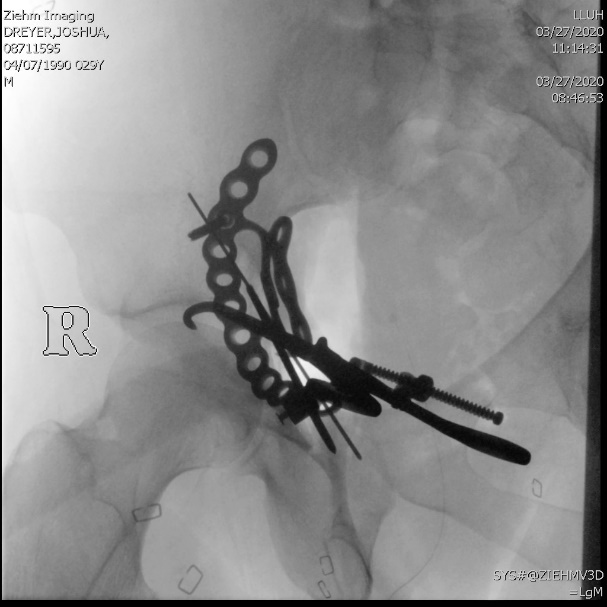 Ziehm Imaging
DREYER,JOSHUA,
08711595
04/07/1990 029Y
M
LLUH
03/27/2020
11:14:31
03/27/2020
08:46:53
R
SYS#@ZIEHMV3D
=LgM